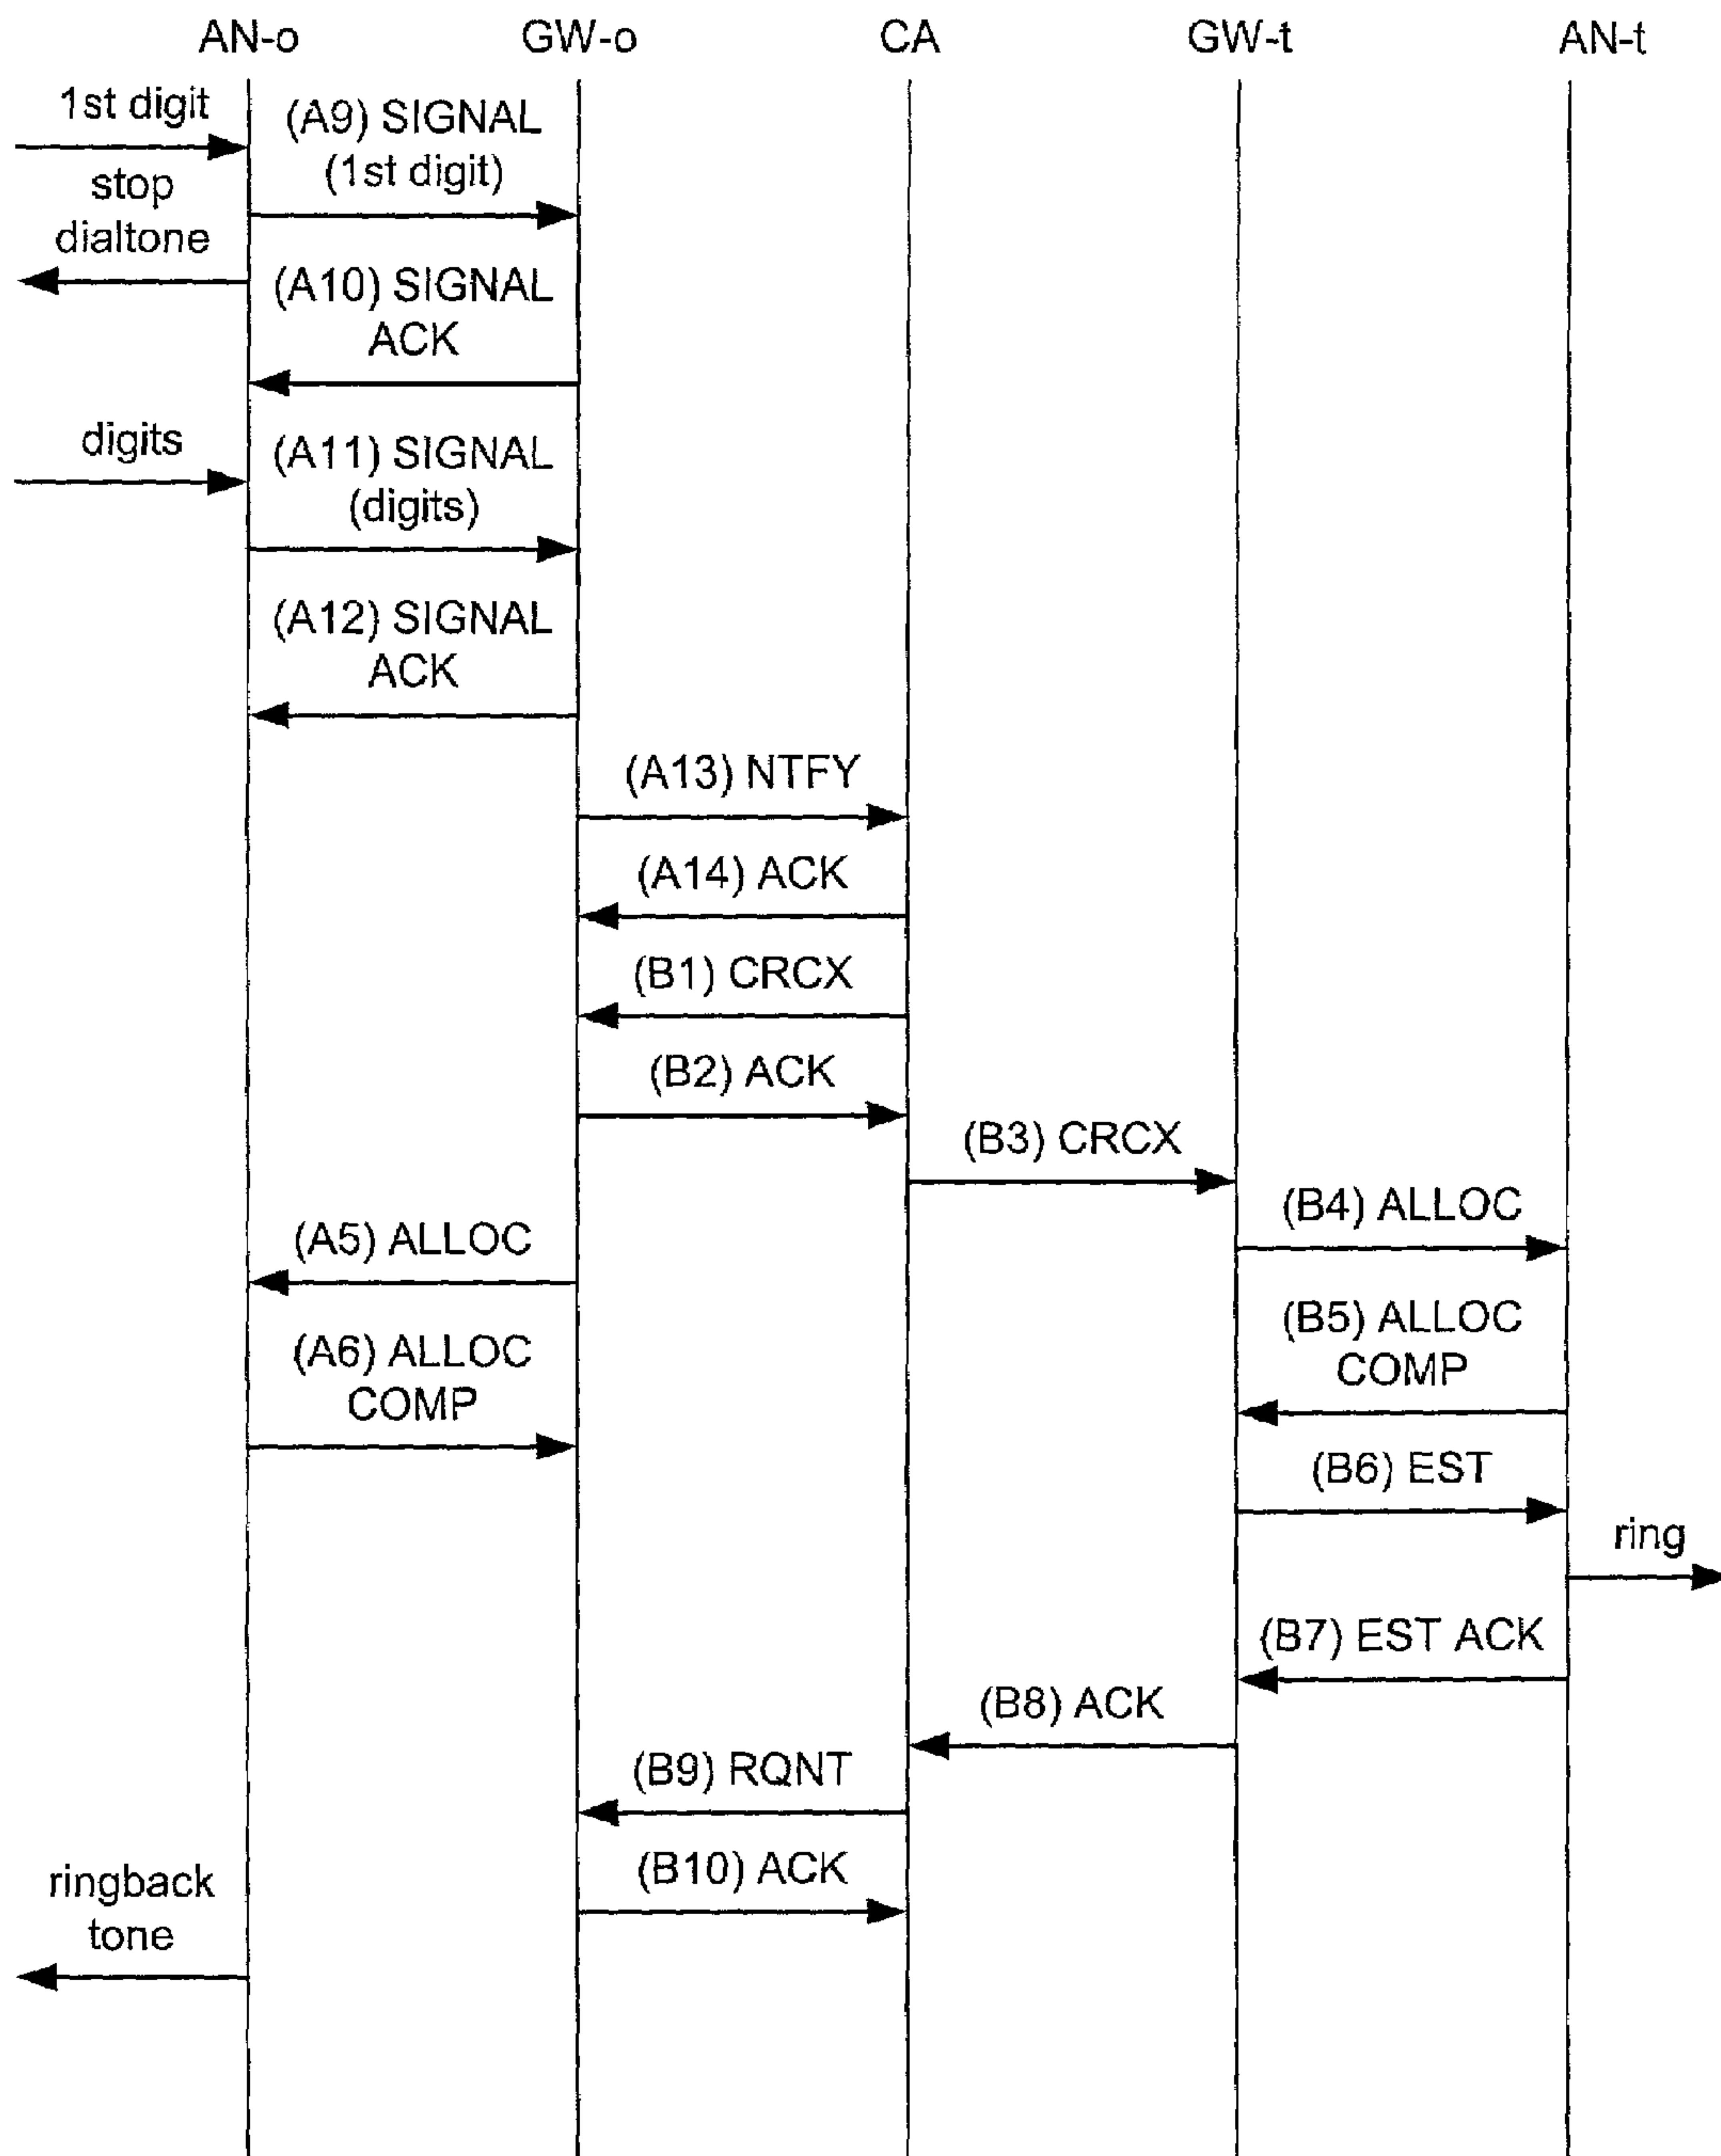 AN-o GW-o CA GW-t AN-t
1st digit
(A9) SIGNAL
(1st digit)
stop
dialtone
(A10) SIGNAL
ACK
digits
(A11) SIGNAL
(digits)
(A12) SIGNAL
ACK
(A13) NTFY
(A14) ACK
(B1) CRCX
(B2) ACK
(B3) CRCX
(B4) ALLOC
(A5) ALLOC
(B5) ALLOC
COMP
(A6) ALLOC
COMP
(B6) EST
ring
(B7) EST ACK
(B8) ACK
(B9) RQNT
(B10) ACK
ringback
tone